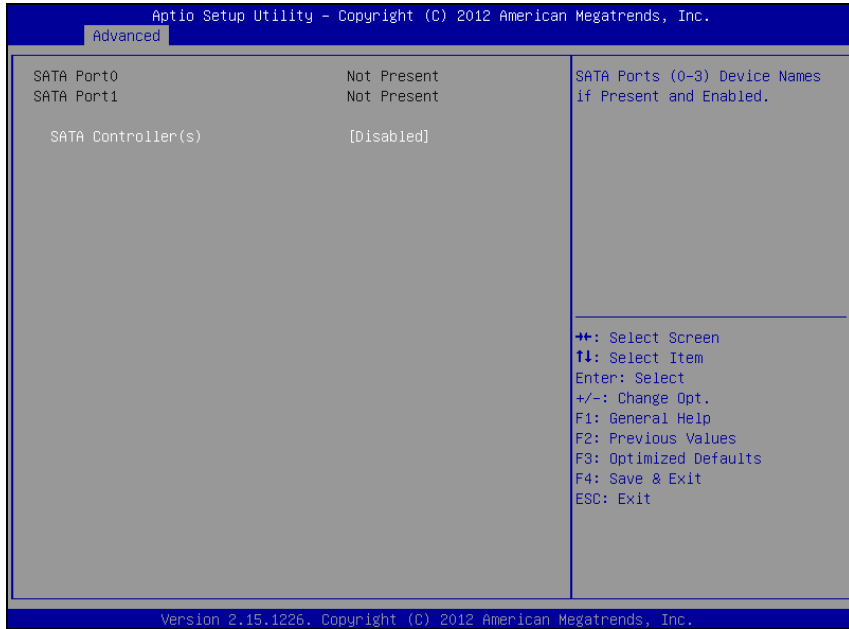 Aptio Setup Utility – Copyright (C) 2012 American Megatrends, Inc.
Advanced
SATA Port0 Not Present
SATA Port1 Not Present
SATA Controller(s) [Disabled]
SATA Ports (0-3) Device Names
if Present and Enabled.
→←: Select Screen
↑↓: Select Item
Enter: Select
+/-: Change Opt.
F1: General Help
F2: Previous Values
F3: Optimized Defaults
F4: Save & Exit
ESC: Exit
Version 2.15.1226. Copyright (C) 2012 American Megatrends, Inc.